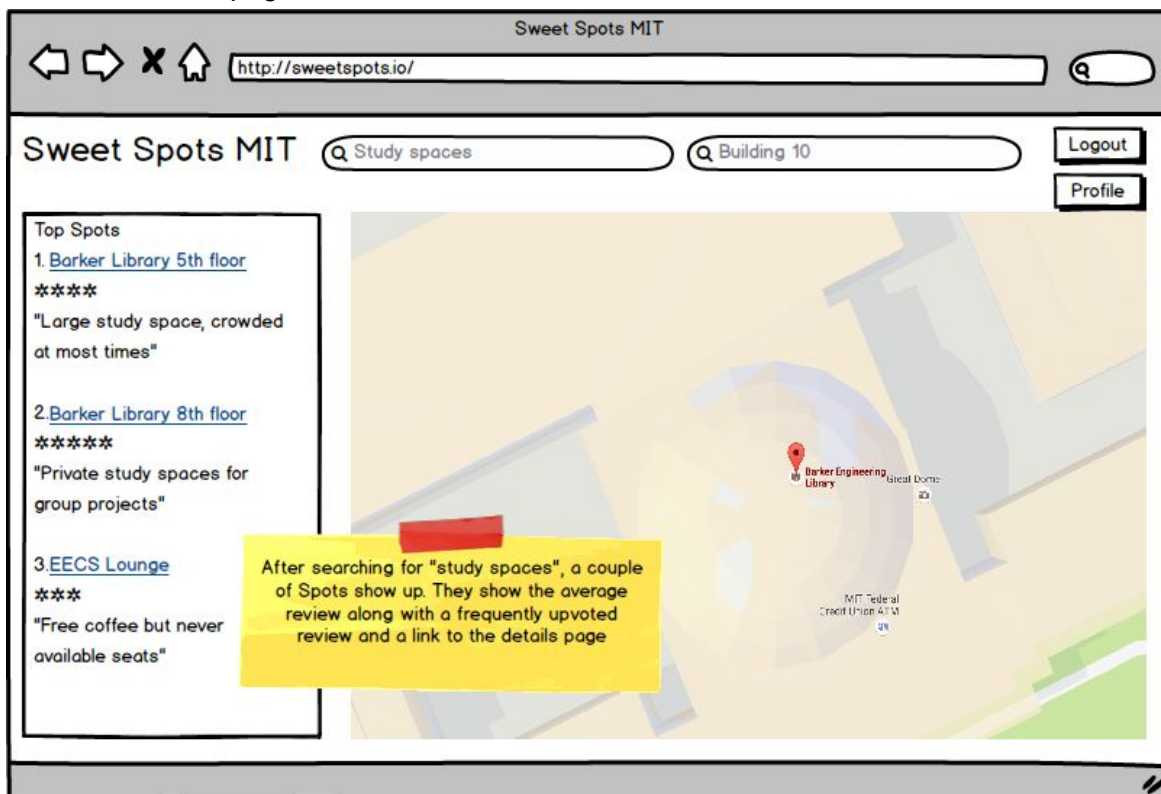 Sweet Spots MIT
http://sweetspots.io/
Sweet Spots MIT
Study spaces
Building 10
Logout
Profile
Top Spots
1. Barker Library 5th floor
****
"Large study space, crowded
at most times"
2.Barker Library 8th floor
*****
"Private study spaces for
group projects"
3.EECS Lounge
***
"Free coffee but never
available seats"
After searching for "study spaces", a couple
of Spots show up. They show the average
review along with a frequently upvoted
review and a link to the details page
Barker Engineering
Library
Great Dome
MIT Federal
Credit Union ATM